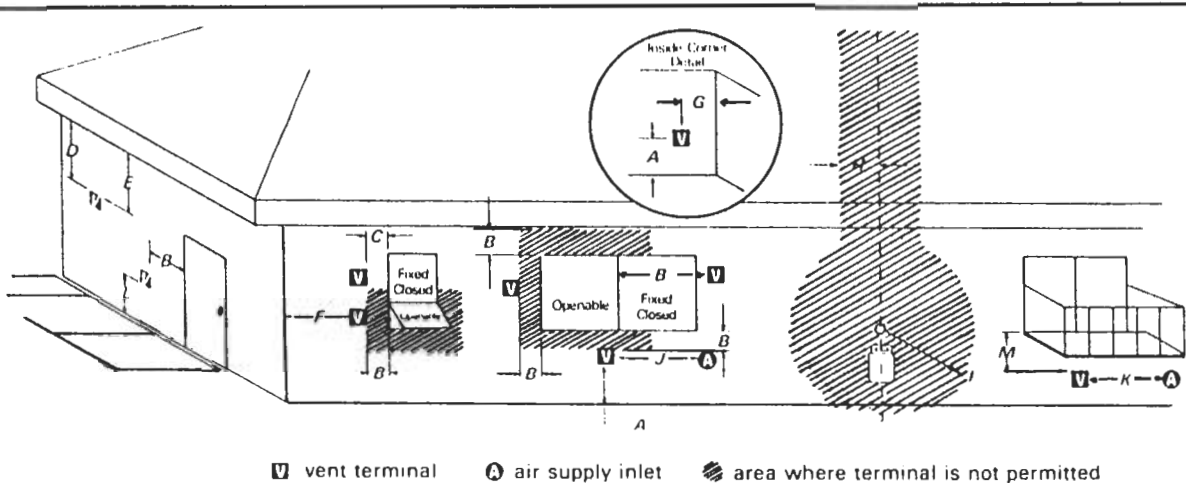 Inside Corner
Detail
G
A
V
D
E
V
B
V
C
B
V
Fixed
Closed
V
Openable
B
V
Fixed
Closed
F
V
Openable
B
B
V
J
A
B
A
H
I
M
V
K
A
V vent terminal
A air supply inlet
area where terminal is not permitted